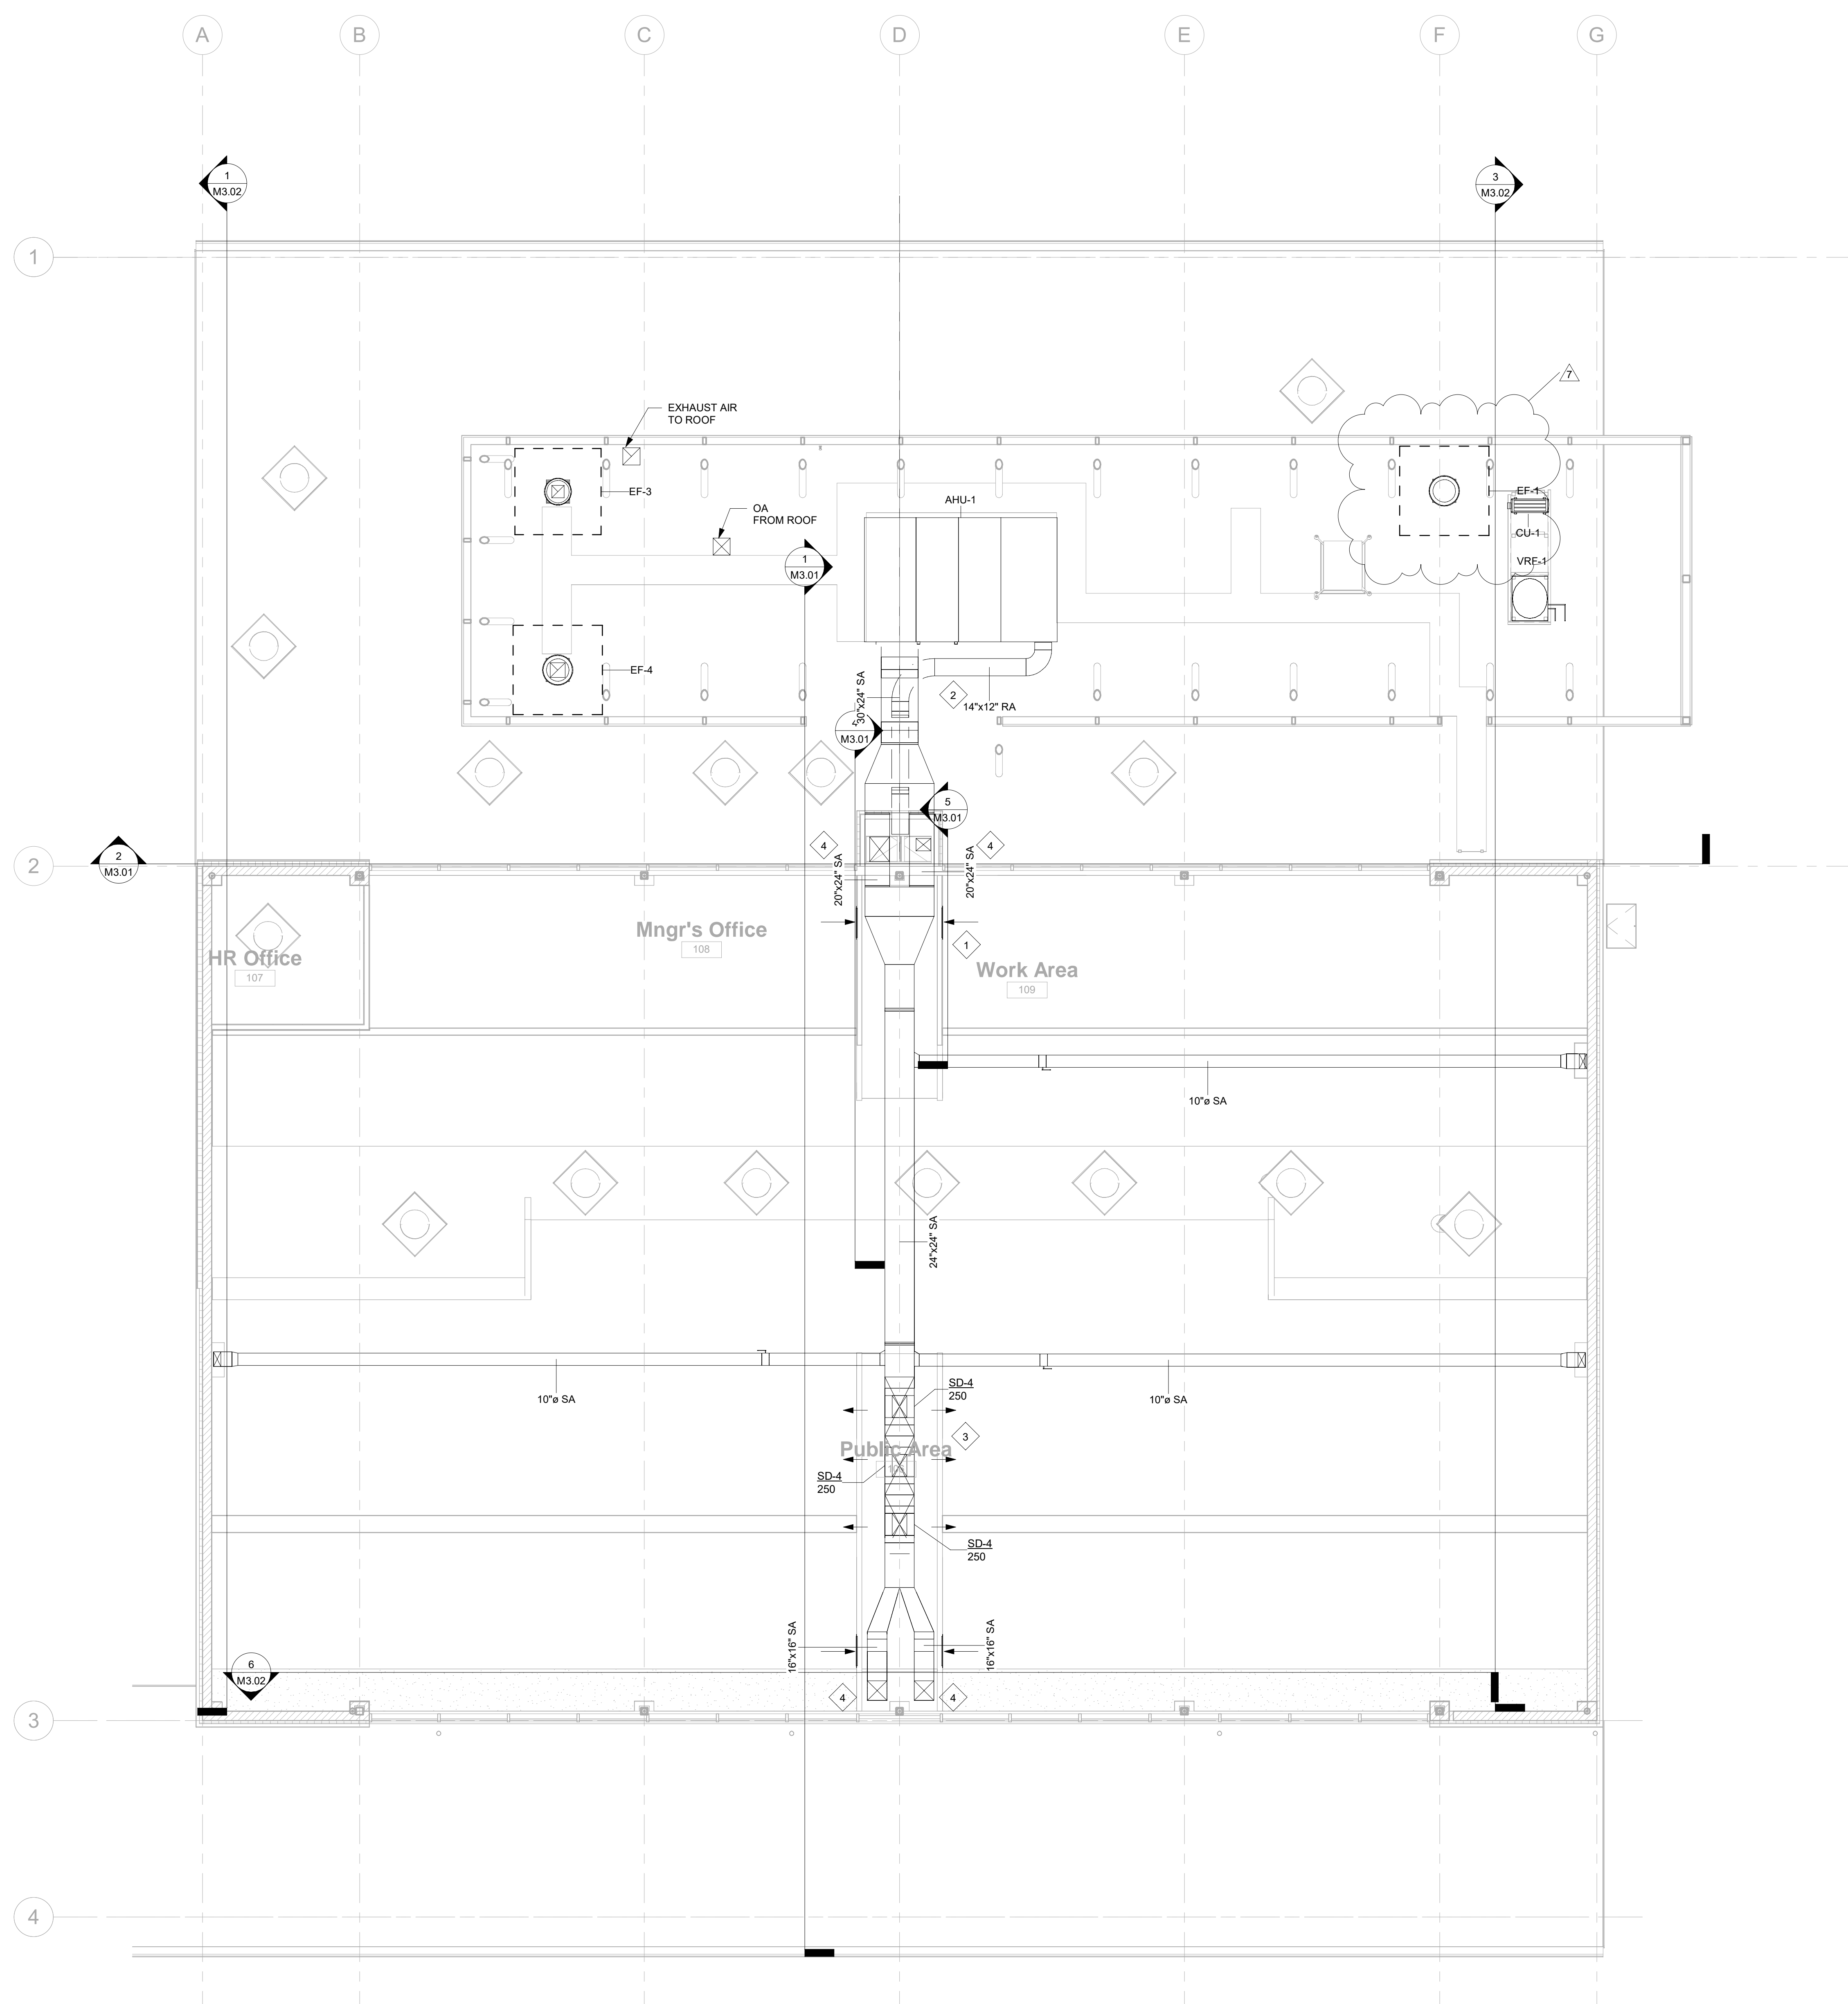 A
B
C
D
E
F
G
1
M3.02
3
M3.02
1
7
EXHAUST AIR
TO ROOF
EF-3
EF-1
AHU-1
OA
FROM ROOF
CU-1
1
M3.01
VRF-1
EF-4
30"x24" SA
2
14"x12" RA
M3.01
5
M3.01
4
4
2
M3.01
2
20"x24" SA
20"x24" SA
Mngr's Office
108
1
HR Office
107
Work Area
109
10"ø SA
24"x24" SA
10"ø SA
10"ø SA
SD-4
250
3
Public Area
SD-4
250
SD-4
250
16"x16" SA
16"x16" SA
6
M3.02
4
4
3
4